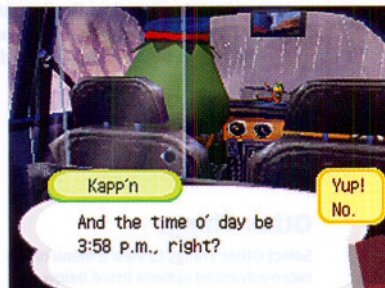 Kapp'n
Yup!
No.
And the time o' day be
3:58 p.m., right?